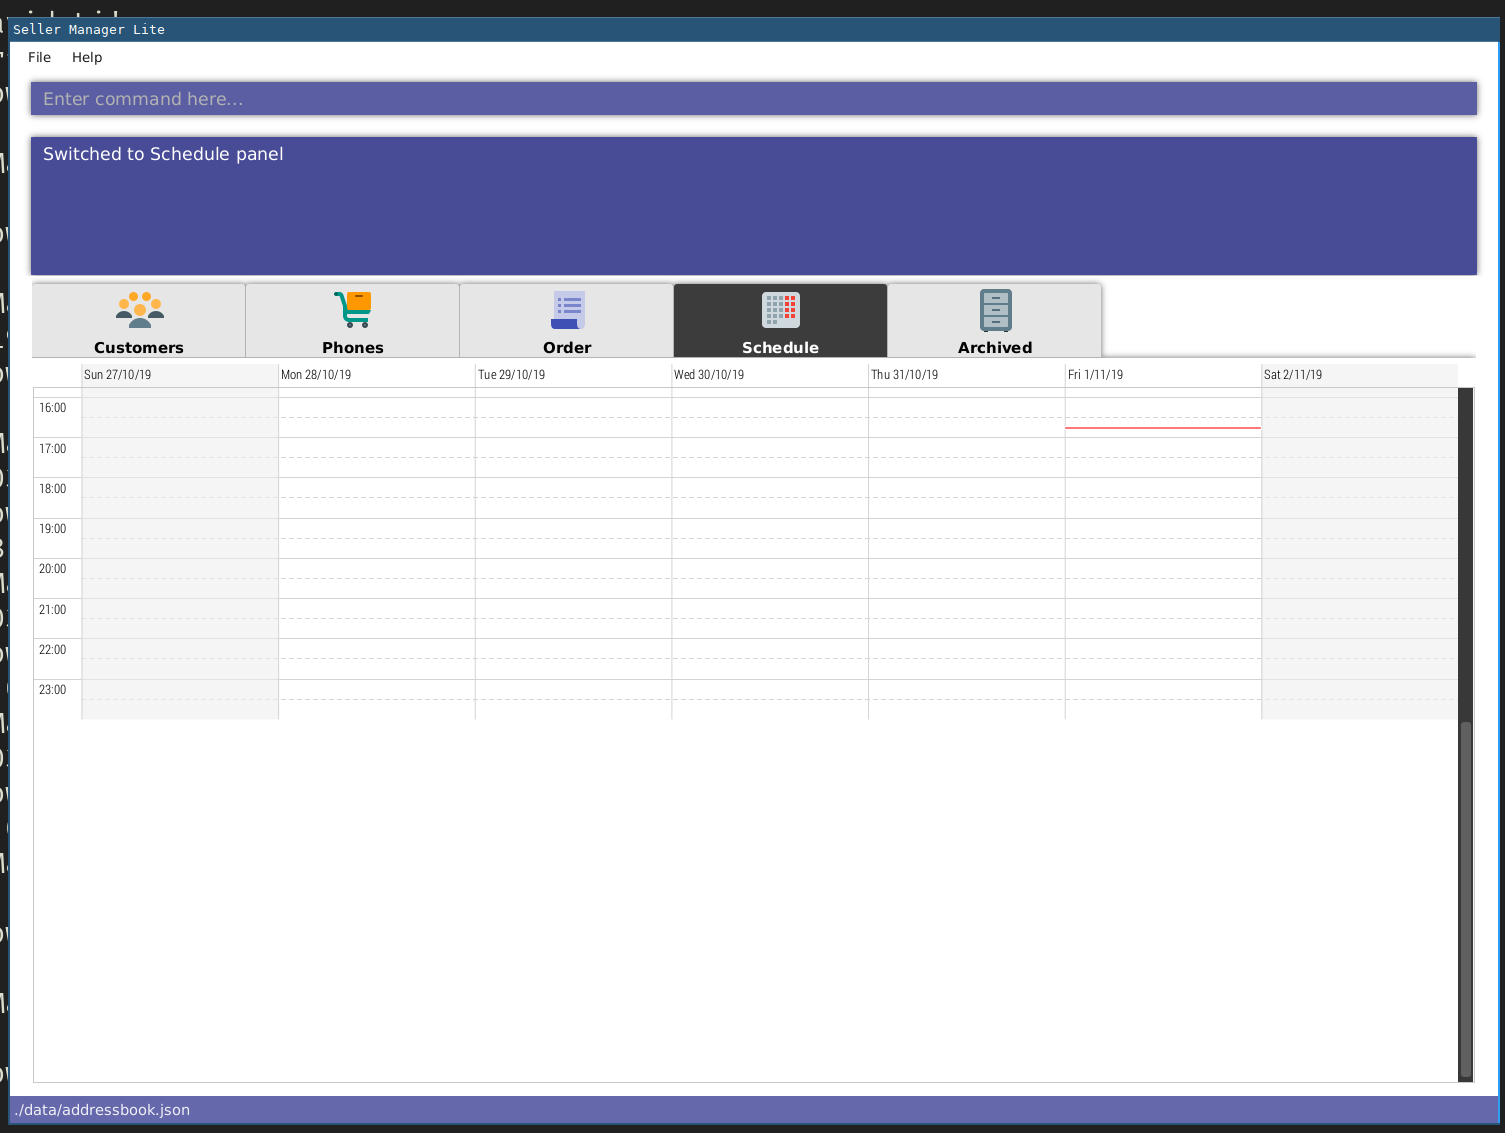 Seller Manager Lite
File Help
Enter command here...
Switched to Schedule panel
Customers Phones Order Schedule Archived
Sun 27/10/19 Mon 28/10/19 Tue 29/10/19 Wed 30/10/19 Thu 31/10/19 Fri 1/11/19 Sat 2/11/19
16:00
17:00
18:00
19:00
20:00
21:00
22:00
23:00
./data/addressbook.json